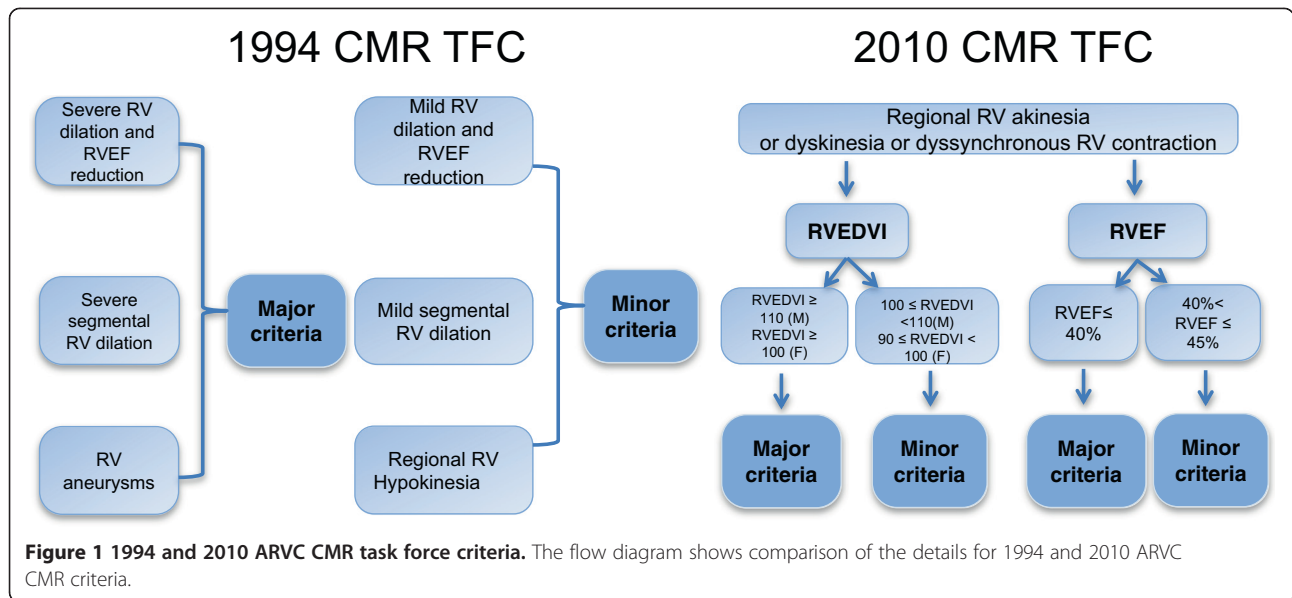 1994 CMR TFC
Severe RV
dilation and
RVEF
reduction
Severe
segmental
RV dilation
RV
aneurysms
Major
criteria
Mild RV
dilation and
RVEF
reduction
Mild segmental
RV dilation
Regional RV
Hypokinesia
Minor
criteria
2010 CMR TFC
Regional RV akinesia
or dyskinesia or dyssynchronous RV contraction
RVEDVI
RVEF
RVEDVI ≥
110 (M)
RVEDVI ≥
100 (F)
100 ≤ RVEDVI
<110(M)
90 ≤ RVEDVI <
100 (F)
RVEF≤
40%
40%<
RVEF ≤
45%
Major
criteria
Minor
criteria
Major
criteria
Minor
criteria
Figure 1 1994 and 2010 ARVC CMR task force criteria. The flow diagram shows comparison of the details for 1994 and 2010 ARVC
CMR criteria.